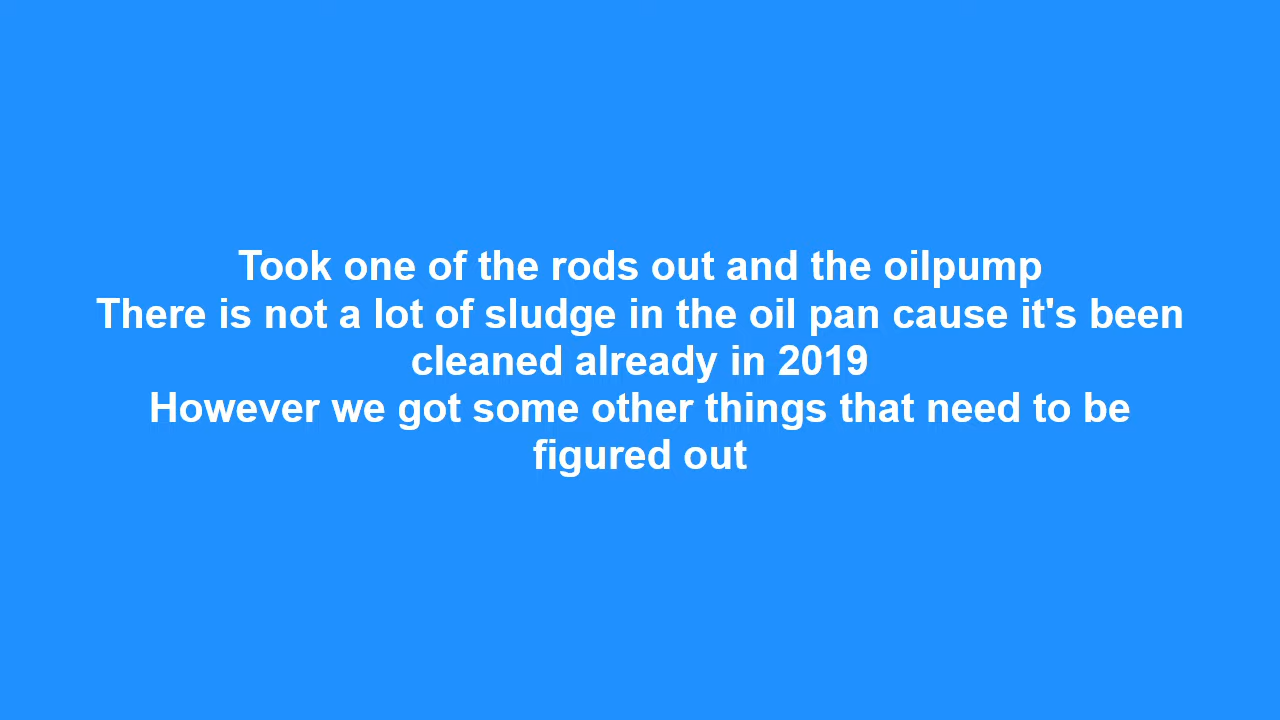 Took one of the rods out and the oilpump
There is not a lot of sludge in the oil pan cause it's been
cleaned already in 2019
However we got some other things that need to be
figured out